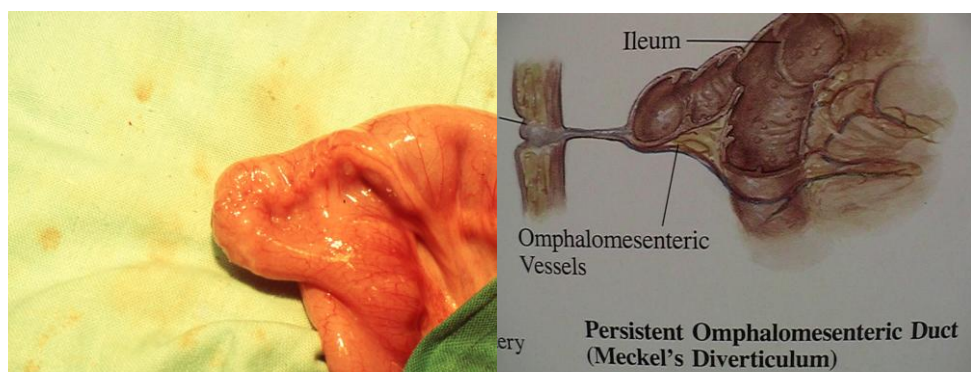 Ileum
Omphalomesenteric
Vessels
ery
Persistent Omphalomesenteric Duct
(Meckel's Diverticulum)